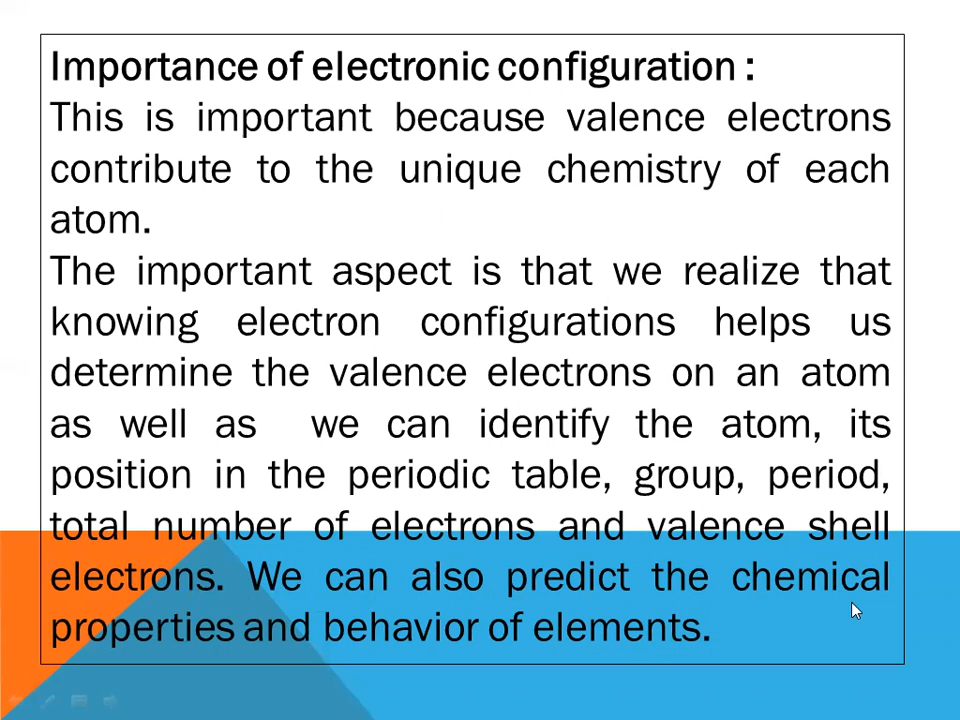 Importance of electronic configuration :
This is important because valence electrons
contribute to the unique chemistry of each
atom.
The important aspect is that we realize that
knowing electron configurations helps us
determine the valence electrons on an atom
as well as we can identify the atom, its
position in the periodic table, group, period,
total number of electrons and valence shell
electrons. We can also predict the chemical
properties and behavior of elements.